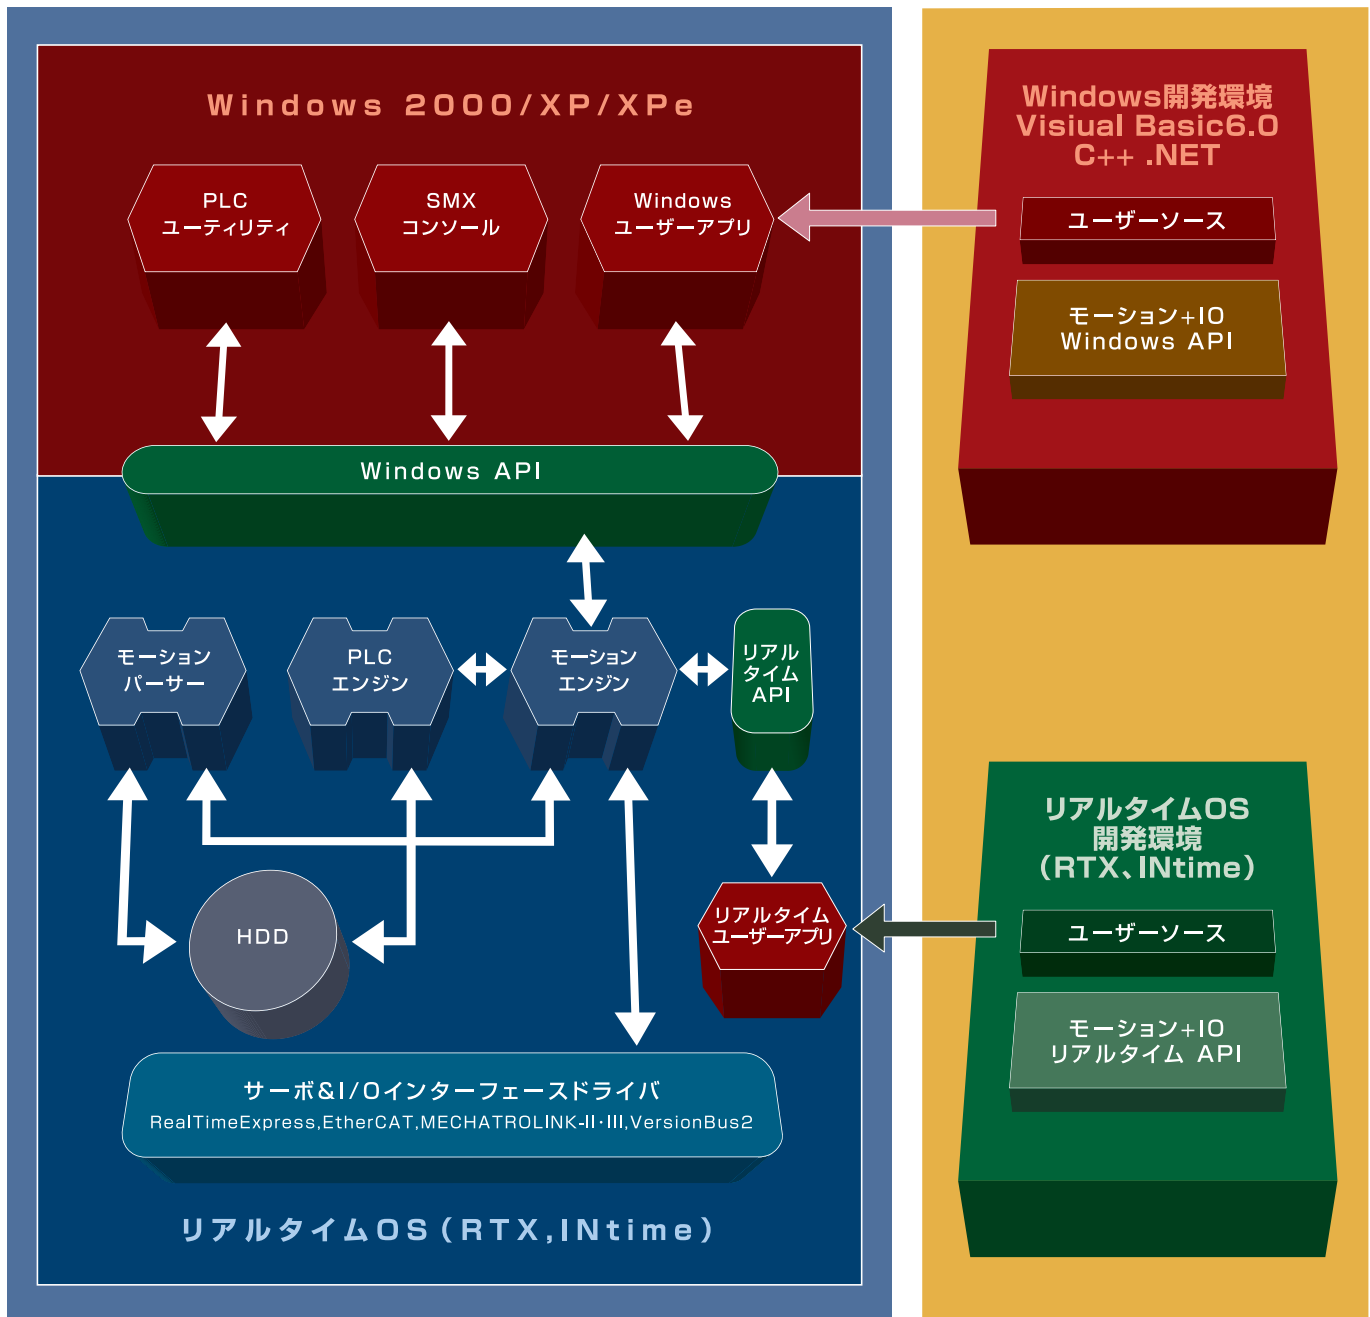 Windows 2000/XP/XPe
PLC
ユーティリティ
SMX
コンソール
Windows
ユーザーアプリ
Windows API
モーション
パーサー
PLC
エンジン
モーション
エンジン
リアル
タイム
API
HDD
リアルタイム
ユーザーアプリ
サーボ&I/Oインターフェースドライバ
RealTimeExpress,EtherCAT,MECHATROLINK-II・III,VersionBus2
リアルタイムOS(RTX,INtime)
Windows開発環境
Visiual Basic6.0
C++ .NET
ユーザーソース
モーション+IO
Windows API
リアルタイムOS
開発環境
(RTX、INtime)
ユーザーソース
モーション+IO
リアルタイム API